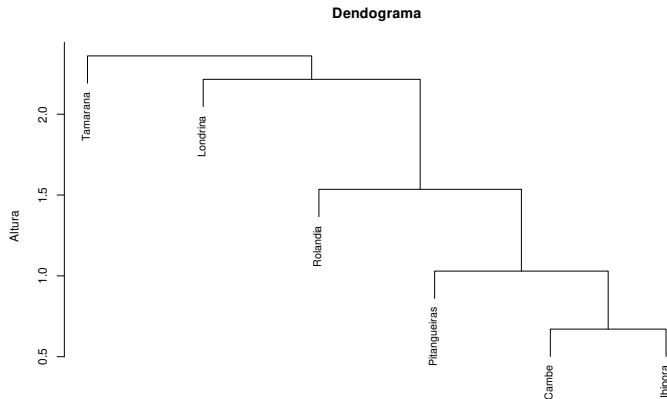 Dendograma
Altura
2.0
1.5
1.0
0.5
Tamarana
Londrina
Rolandia
Pitangueiras
Cambe
Ibipora